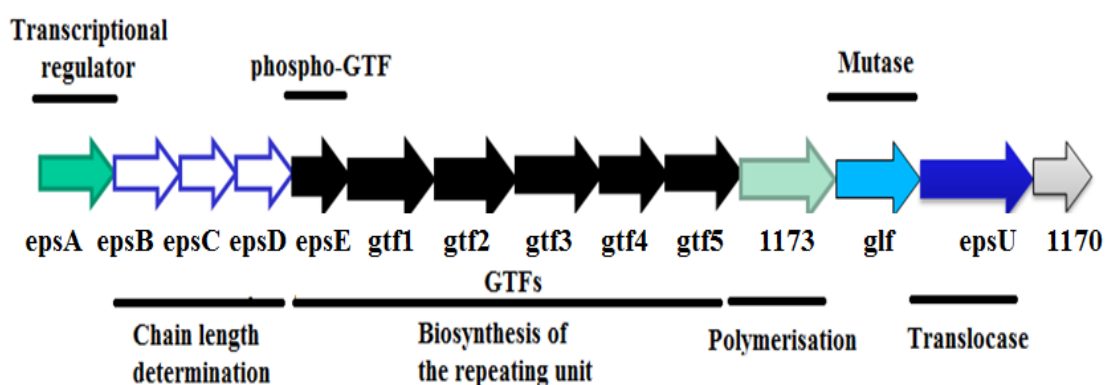 Transcriptional
regulator
phospho-GTF
Mutase
epsA epsB epsC epsD epsE gtf1 gtf2 gtf3 gtf4 gtf5 1173 glf epsU 1170
GTFs
Chain length
determination
Biosynthesis of
the repeating unit
Polymerisation
Translocase